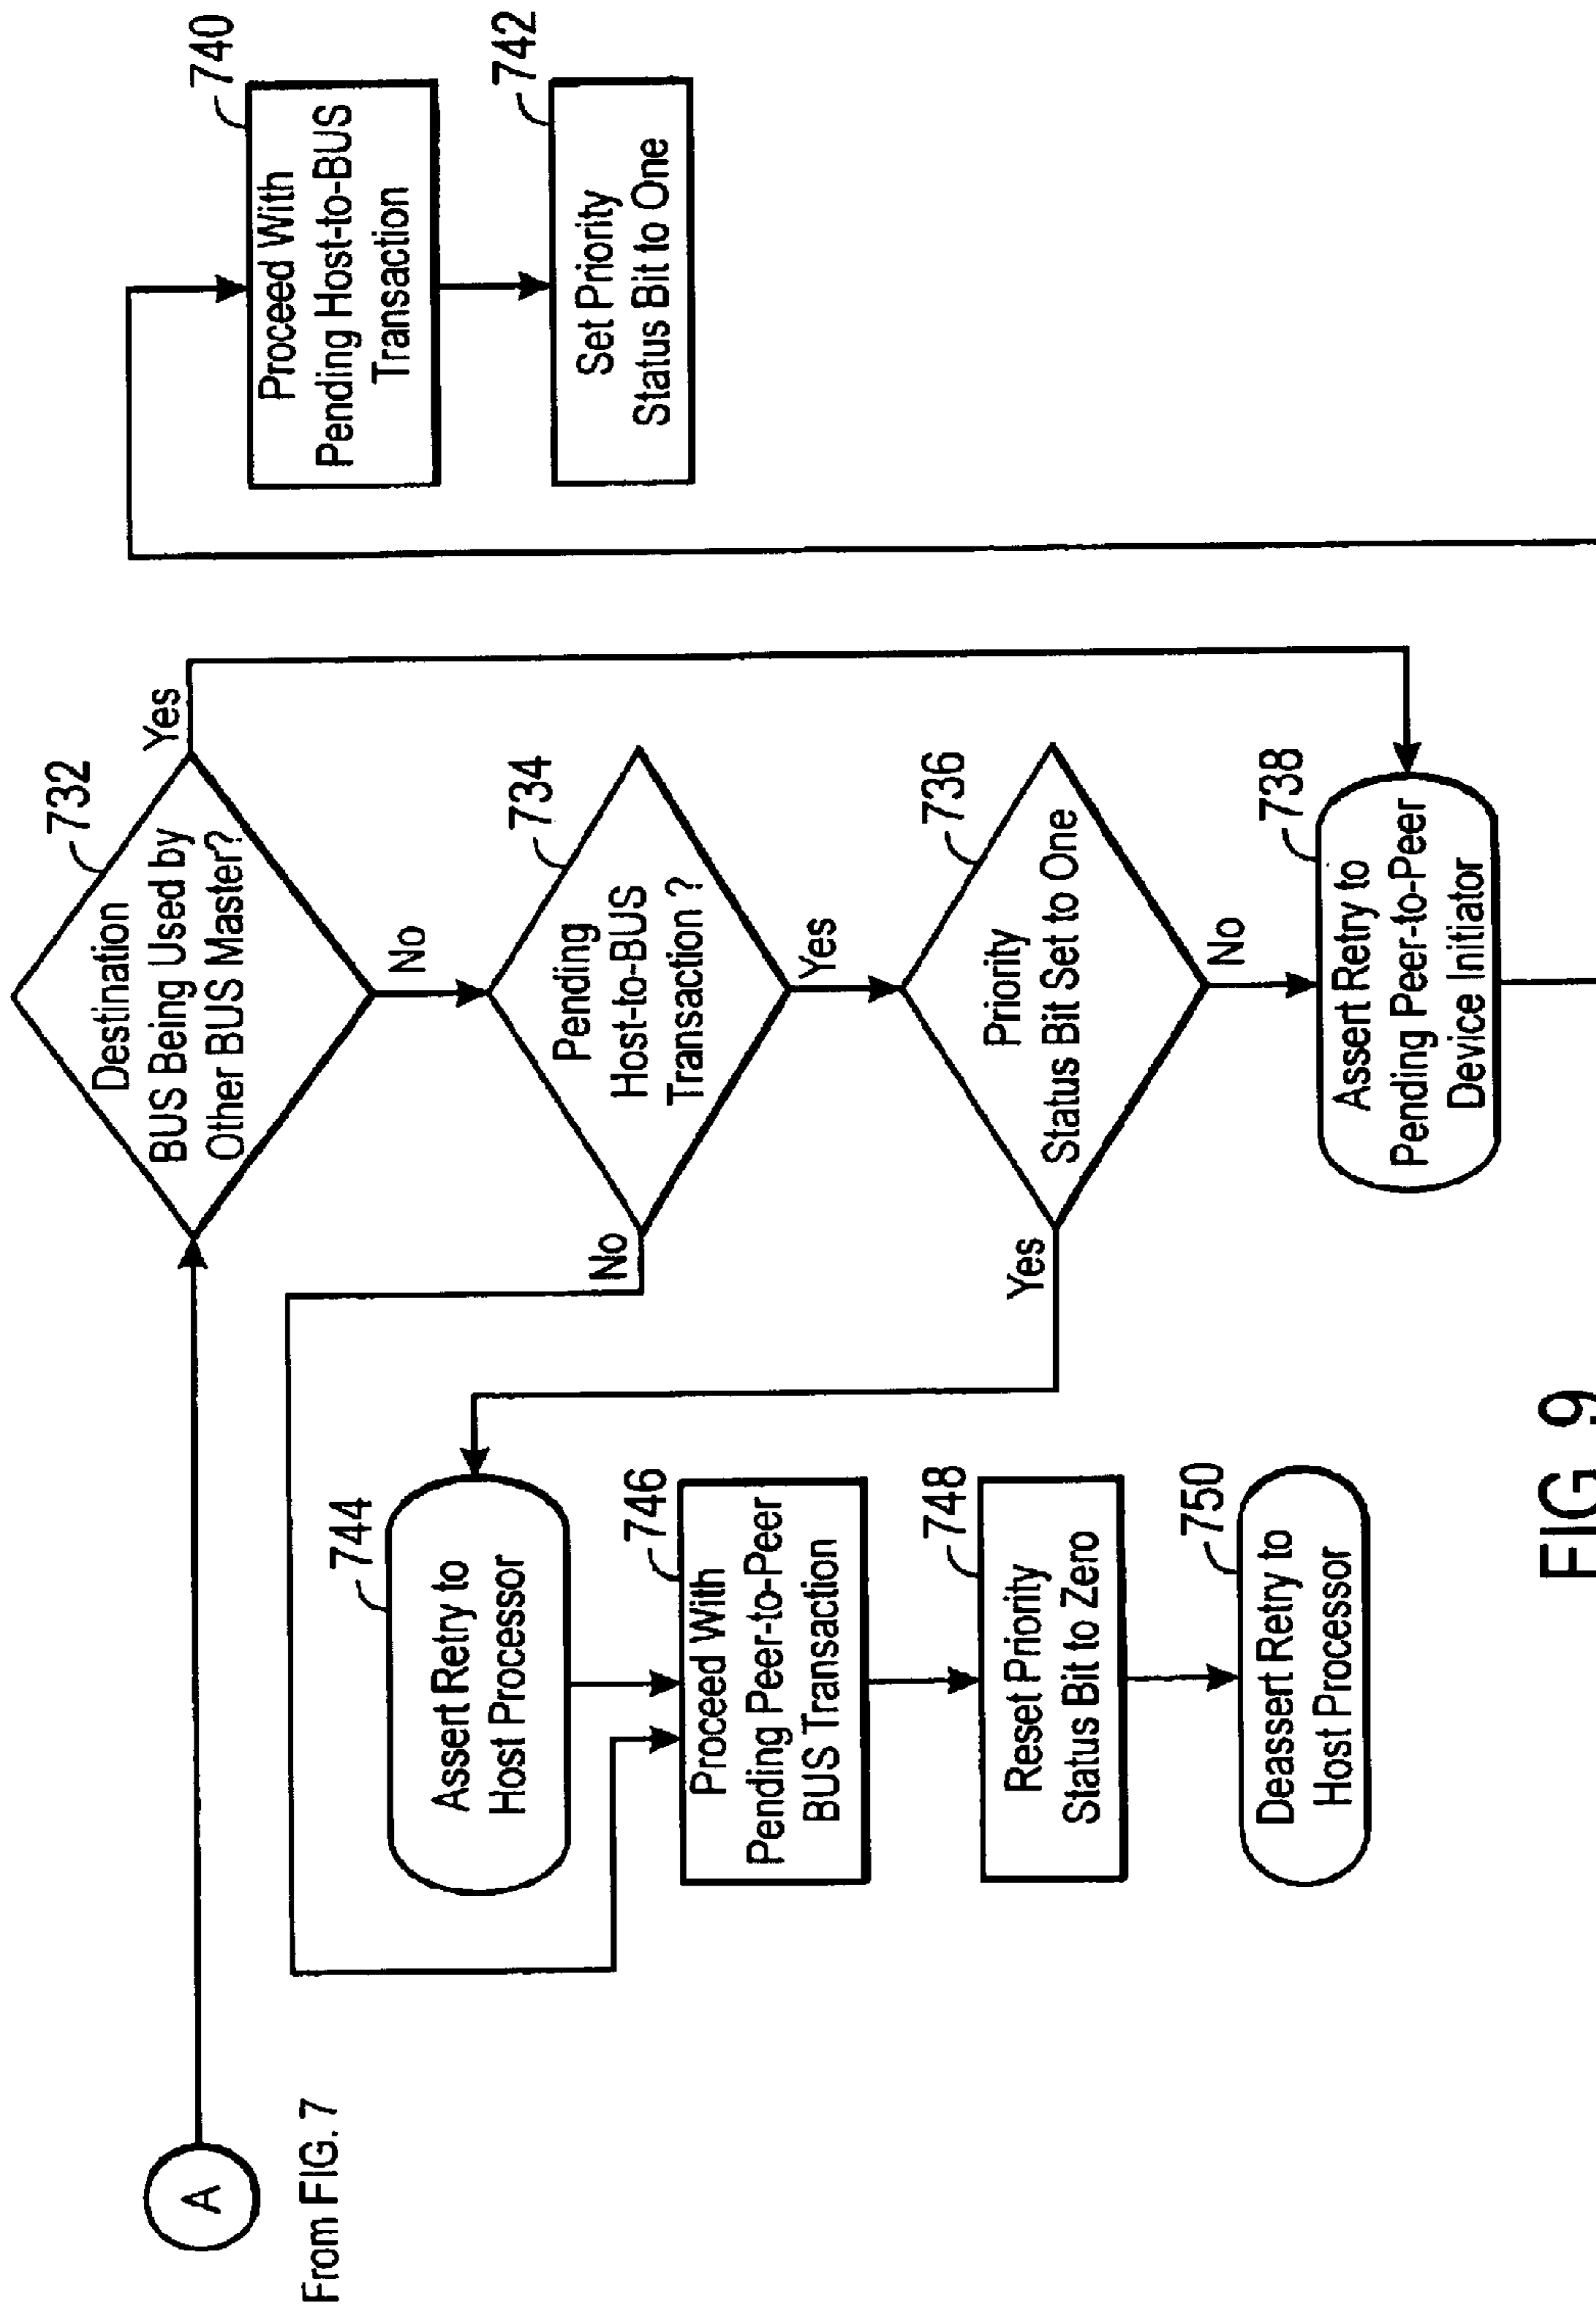 A
From FIG. 7
732
Destination
BUS Being Used by
Other BUS Master?
Yes
No
734
Pending
Host-to-BUS
Transaction ?
No
Yes
736
Priority
Status Bit Set to One
Yes
No
738
Assert Retry to
Pending Peer-to-Peer
Device Initiator
740
Proceed With
Pending Host-to-BUS
Transaction
742
Set Priority
Status Bit to One
744
Assert Retry to
Host Processor
746
Proceed With
Pending Peer-to-Peer
BUS Transaction
748
Reset Priority
Status Bit to Zero
750
Deassert Retry to
Host Processor
FIG. 9